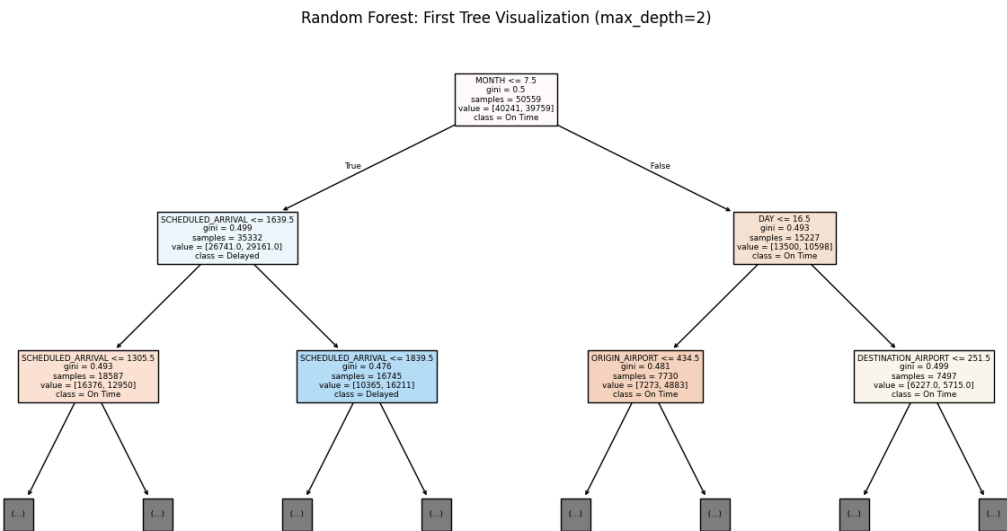 Random Forest: First Tree Visualization (max_depth=2)
MONTH <= 7.5
gini = 0.5
samples = 50559
value = [40241, 39759]
class = On Time
True
False
SCHEDULED_ARRIVAL <= 1639.5
gini = 0.499
samples = 35332
value = [26741.0, 29161.0]
class = Delayed
DAY <= 16.5
gini = 0.493
samples = 15227
value = [13500, 10598]
class = On Time
SCHEDULED_ARRIVAL <= 1305.5
gini = 0.493
samples = 18587
value = [16376, 12950]
class = On Time
SCHEDULED_ARRIVAL <= 1839.5
gini = 0.476
samples = 16745
value = [10365, 16211]
class = Delayed
ORIGIN_AIRPORT <= 434.5
gini = 0.481
samples = 7730
value = [7273, 4883]
class = On Time
DESTINATION_AIRPORT <= 251.5
gini = 0.499
samples = 7497
value = [6227.0, 5715.0]
class = On Time
(...)
(...)
(...)
(...)
(...)
(...)
(...)
(...)